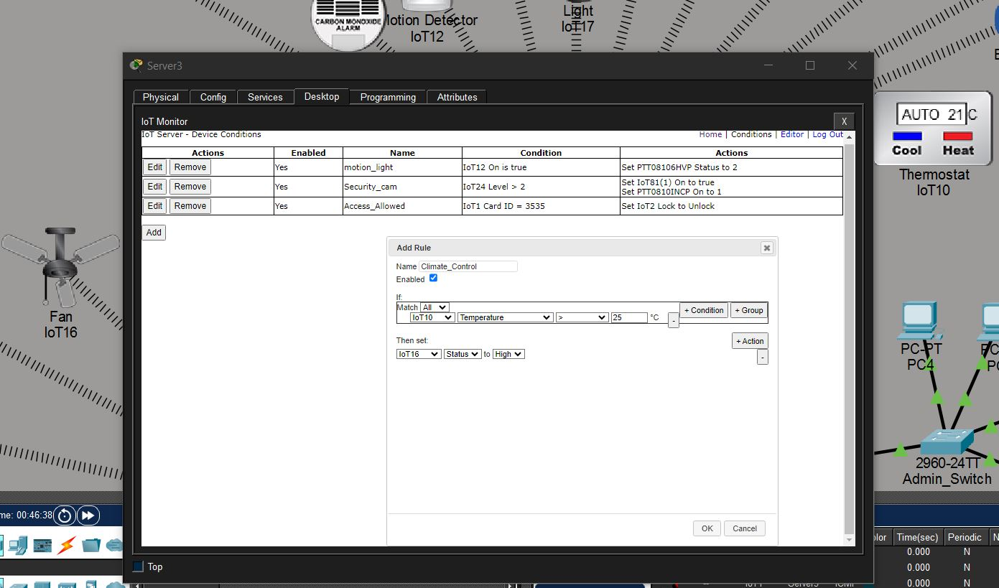 CARBON MONOXIDE
ALARM
Motion Detector
IoT12
Light
IoT17
Server3
Physical
Config
Services
Desktop
Programming
Attributes
IoT Monitor
X
IoT Server - Device Conditions
Home | Conditions | Editor | Log Out
Actions Enabled Name Condition Actions
Edit Remove Yes motion_light IoT12 On is true Set PTT08106HVP Status to 2
Edit Remove Yes Security_cam IoT24 Level > 2 Set IoT81(1) On to true
Set PTT0810INCP On to 1
Edit Remove Yes Access_Allowed IoT1 Card ID = 3535 Set IoT2 Lock to Unlock
Add
Add Rule
Name Climate_Control
Enabled
If:
Match All
+ Condition + Group
IoT10 Temperature > 25 °C -
Then set:
+ Action
IoT16 Status to High
-
OK Cancel
Top
AUTO 21 C
Cool Heat
Thermostat
IoT10
Fan
IoT16
PC-PT
PC4
2960-24TT
Admin_Switch
me: 00:46:38
olor Time(sec) Periodic N
0.000 N
0.000 N
0.000 N
IoT1 Server3 ICMP